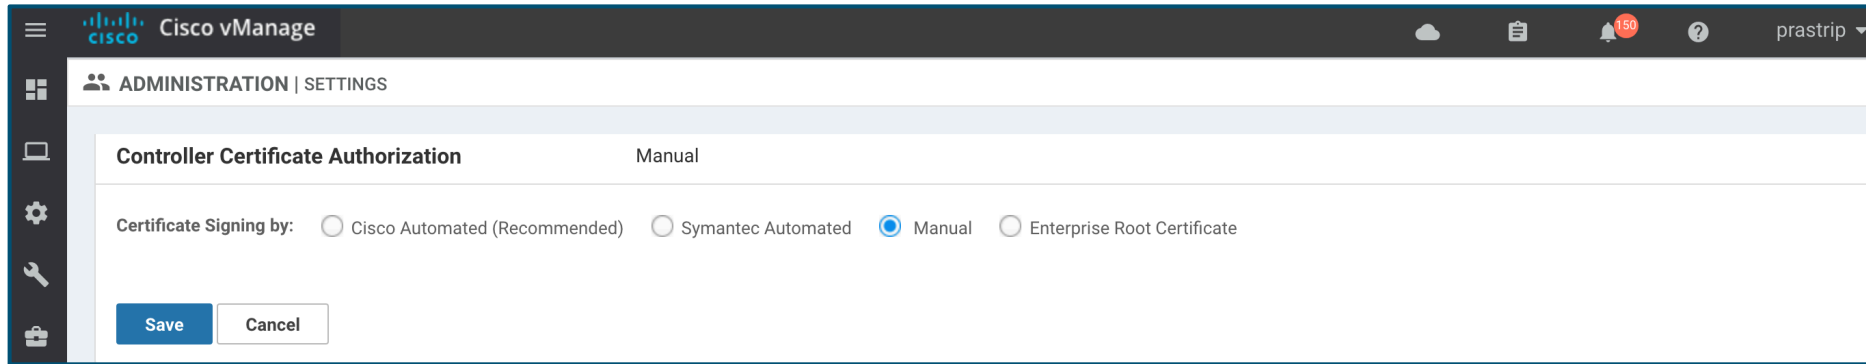 CISCO Cisco vManage 150 prastrip
ADMINISTRATION | SETTINGS
Controller Certificate Authorization Manual
Certificate Signing by: Cisco Automated (Recommended) Symantec Automated Manual Enterprise Root Certificate
Save Cancel